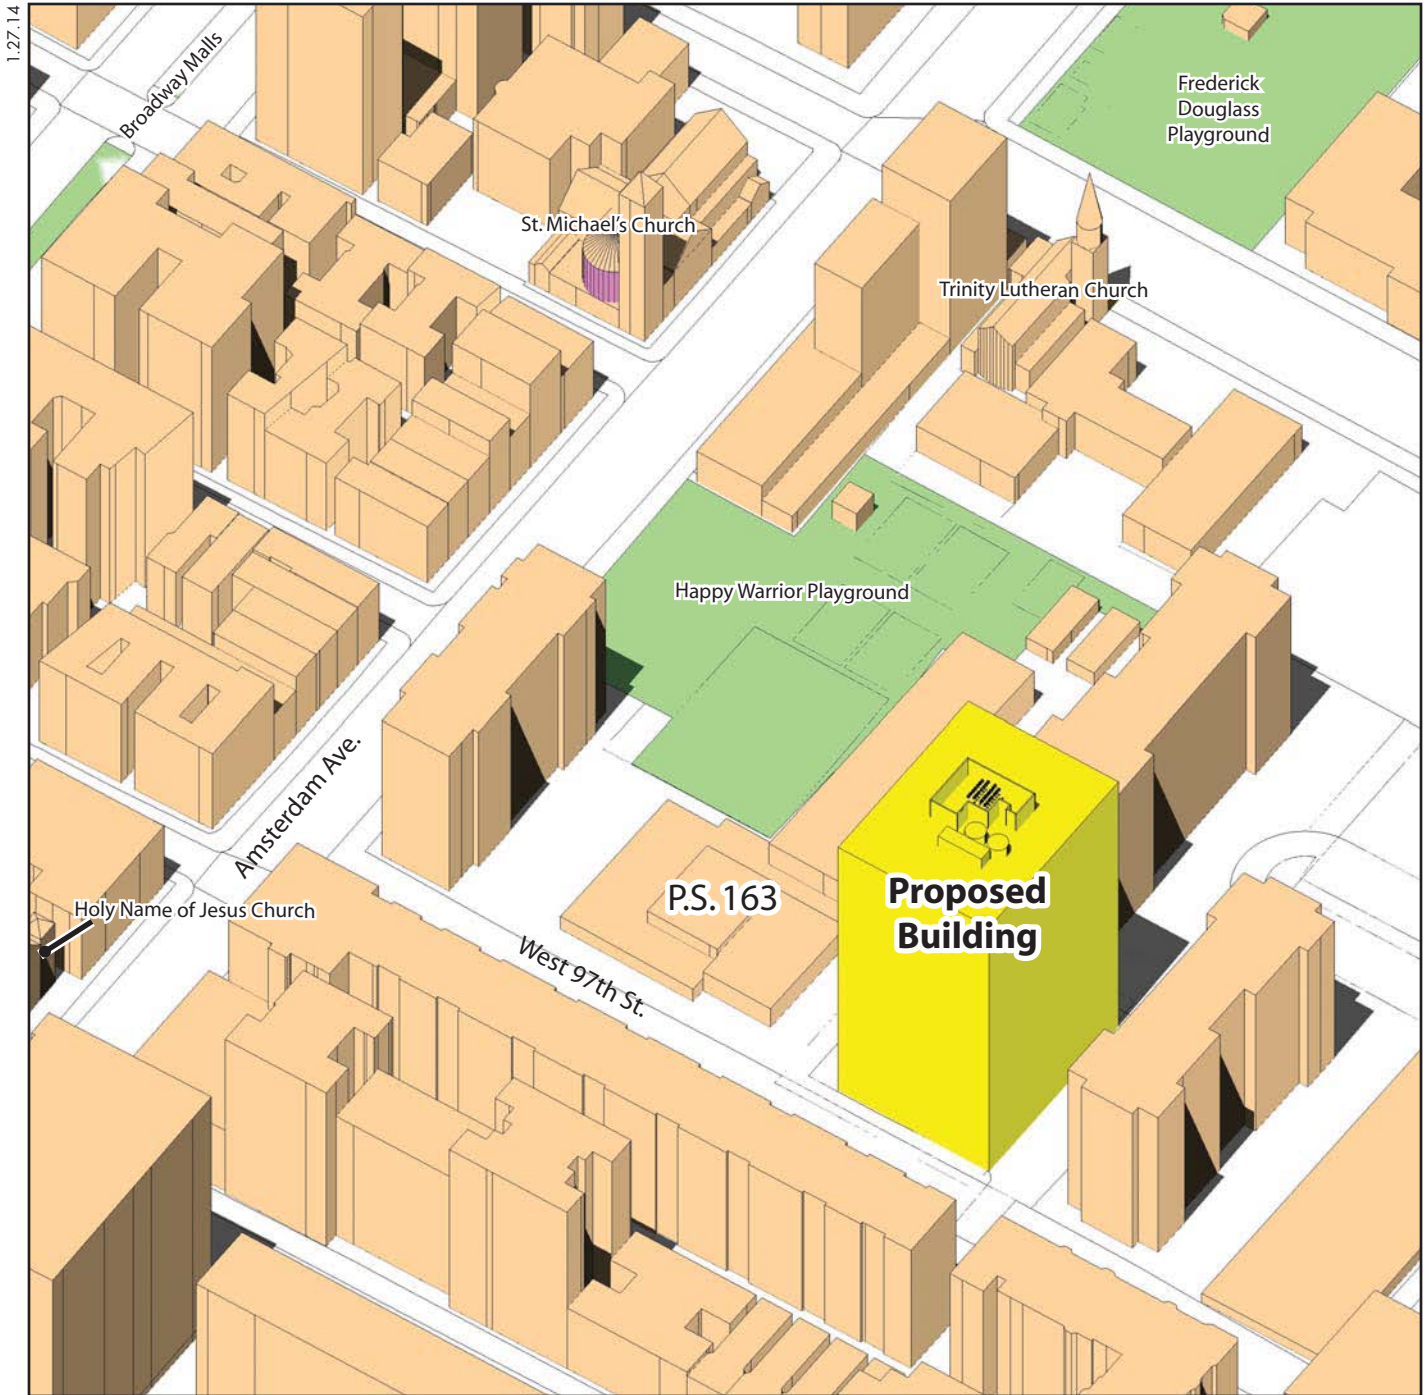 1.27.14
Broadway Malls
Frederick
Douglass
Playground
St. Michael's Church
Trinity Lutheran Church
Happy Warrior Playground
Amsterdam Ave.
P.S. 163
Proposed
Building
Holy Name of Jesus Church
West 97th St.